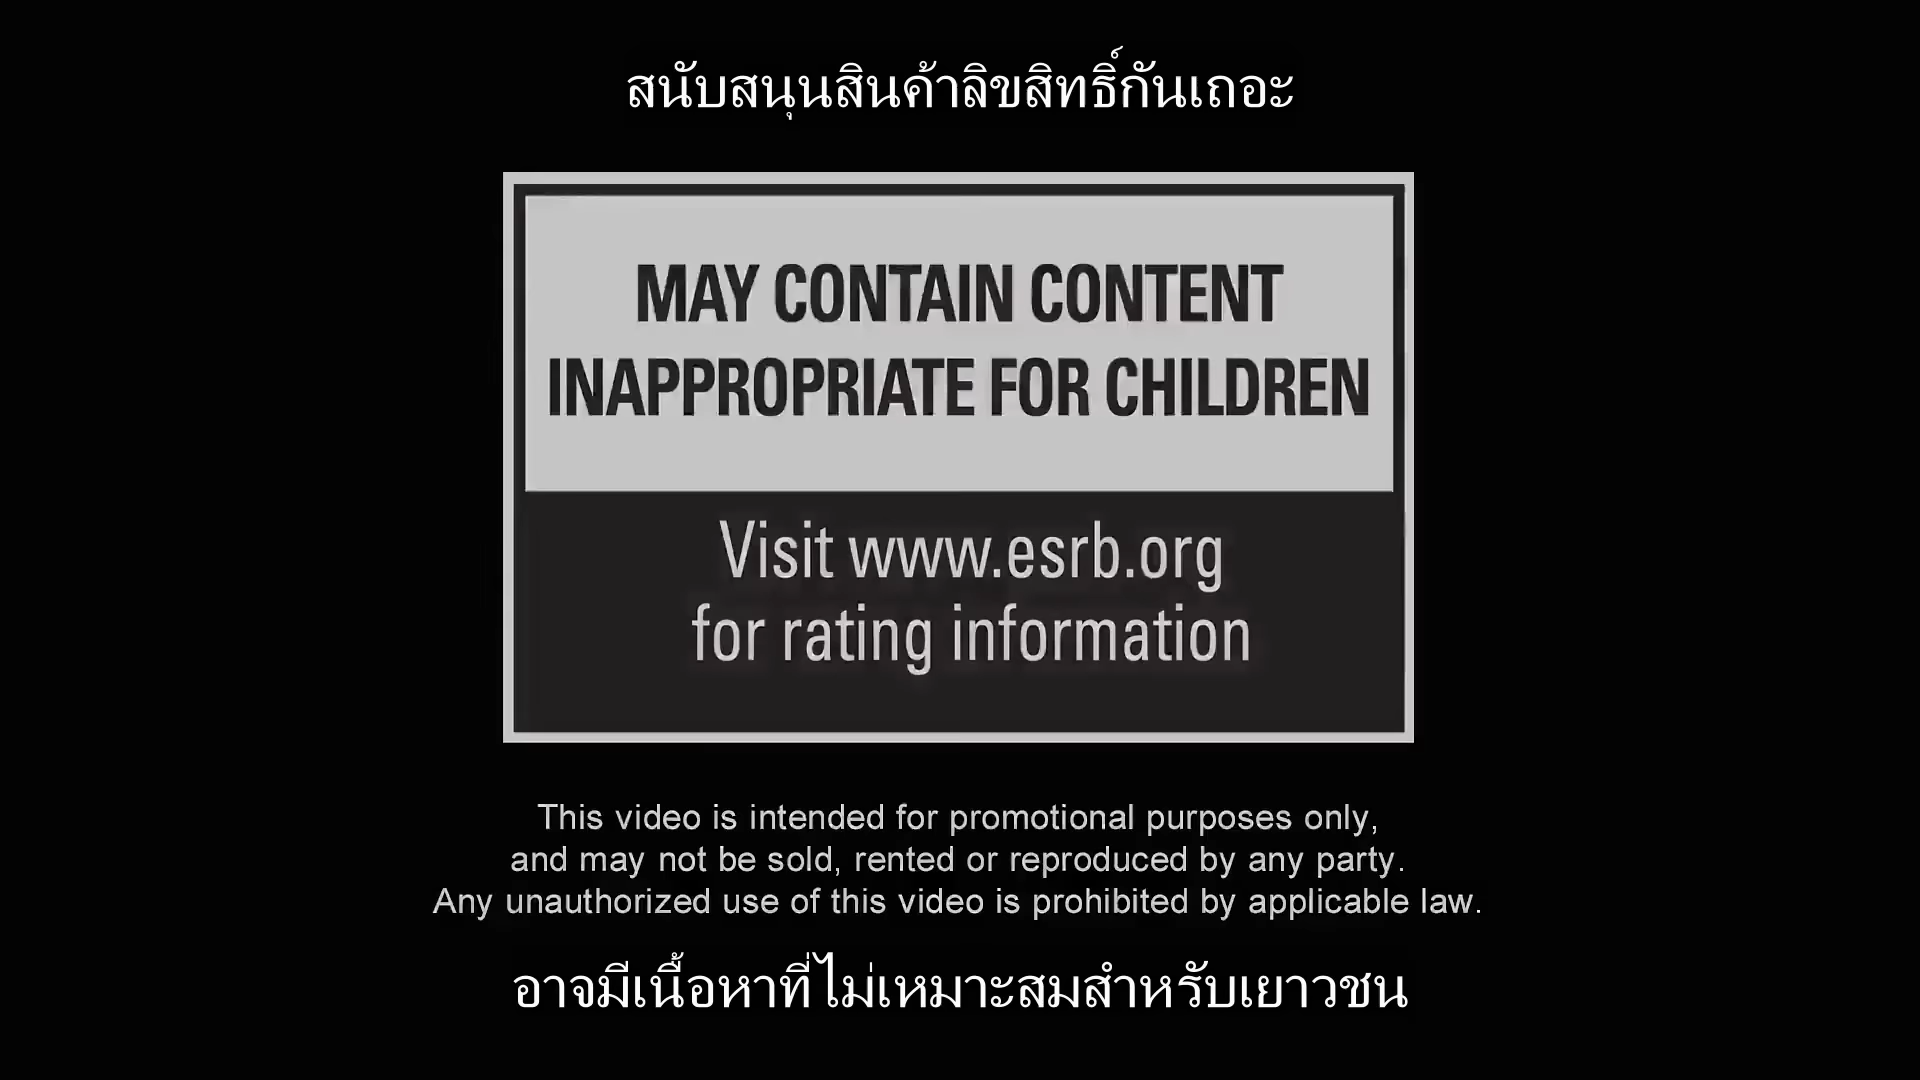 สนับสนุนสินค้าลิขสิทธิ์กันเถอะ
MAY CONTAIN CONTENT
INAPPROPRIATE FOR CHILDREN
Visit www.esrb.org
for rating information
This video is intended for promotional purposes only,
and may not be sold, rented or reproduced by any party.
Any unauthorized use of this video is prohibited by applicable law.
อาจมีเนื้อหาที่ไม่เหมาะสมสำหรับเยาวชน